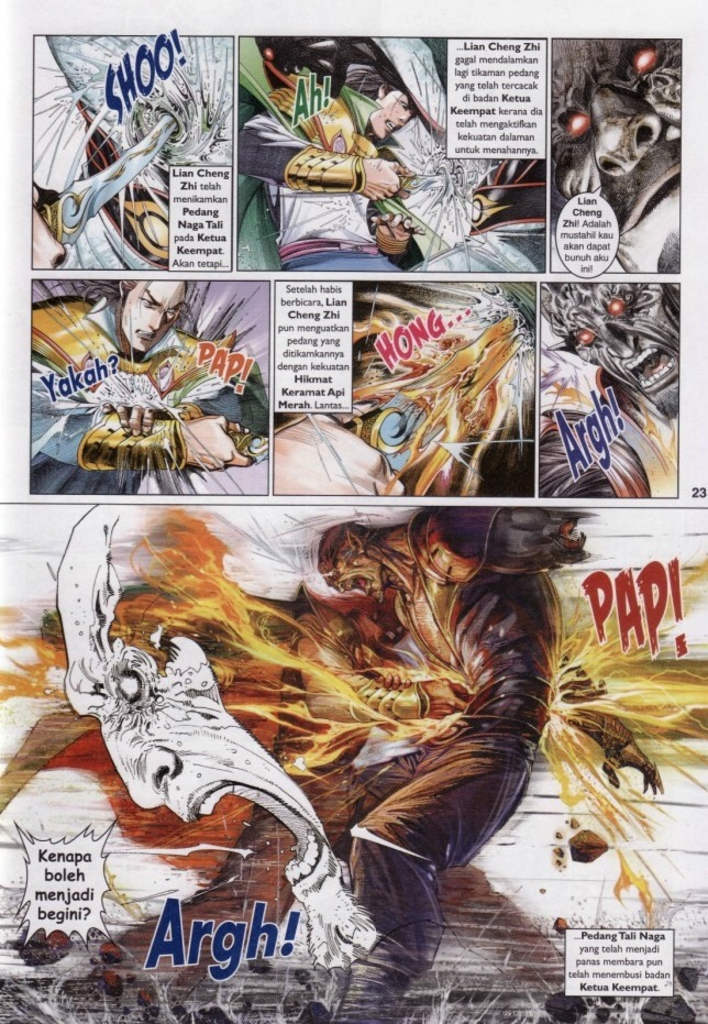 SHOO!
Lian Cheng
Zhi telah
menikamkan
Pedang
Naga Tali
pada Ketua
Keempat.
Akan tetapi...
Ah!
...Lian Cheng Zhi
gagal mendalamkan
lagi tikaman pedang
yang telah tercacak
di badan Ketua
Keempat kerana dia
telah mengaktifkan
kekuatan dalaman
untuk menahannya.
Lian
Cheng
Zhi! Adalah
mustahil kau
akan dapat
bunuh aku
ini!
Yakah?
PAP!
Setelah habis
berbicara, Lian
Cheng Zhi
pun menguatkan
pedang yang
ditikamkannya
dengan kekuatan
Hikmat
Keramat Api
Merah. Lantas...
HONG...
Argh!
23
PAP!
Kenapa
boleh
menjadi
begini?
Argh!
...Pedang Tali Naga
yang telah menjadi
panas membara pun
telah menembusi badan
Ketua Keempat.